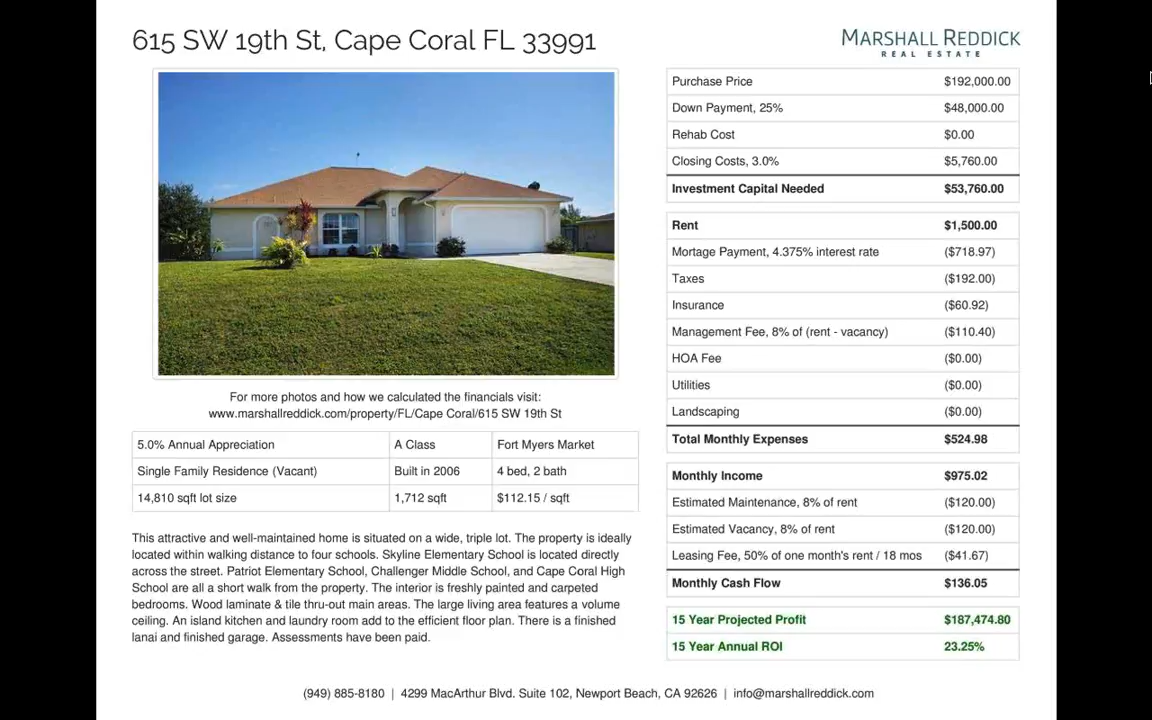 615 SW 19th St, Cape Coral FL 33991
MARSHALL REDDICK
REAL ESTATE
For more photos and how we calculated the financials visit:
www.marshallreddick.com/property/FL/Cape Coral/615 SW 19th St
5.0% Annual Appreciation A Class Fort Myers Market
Single Family Residence (Vacant) Built in 2006 4 bed, 2 bath
14,810 sqft lot size 1,712 sqft $112.15 / sqft
This attractive and well-maintained home is situated on a wide, triple lot. The property is ideally
located within walking distance to four schools. Skyline Elementary School is located directly
across the street. Patriot Elementary School, Challenger Middle School, and Cape Coral High
School are all a short walk from the property. The interior is freshly painted and carpeted
bedrooms. Wood laminate & tile thru-out main areas. The large living area features a volume
ceiling. An island kitchen and laundry room add to the efficient floor plan. There is a finished
lanai and finished garage. Assessments have been paid.
Purchase Price $192,000.00
Down Payment, 25% $48,000.00
Rehab Cost $0.00
Closing Costs, 3.0% $5,760.00
Investment Capital Needed $53,760.00
Rent $1,500.00
Mortage Payment, 4.375% interest rate ($718.97)
Taxes ($192.00)
Insurance ($60.92)
Management Fee, 8% of (rent - vacancy) ($110.40)
HOA Fee ($0.00)
Utilities ($0.00)
Landscaping ($0.00)
Total Monthly Expenses $524.98
Monthly Income $975.02
Estimated Maintenance, 8% of rent ($120.00)
Estimated Vacancy, 8% of rent ($120.00)
Leasing Fee, 50% of one month's rent / 18 mos ($41.67)
Monthly Cash Flow $136.05
15 Year Projected Profit $187,474.80
15 Year Annual ROI 23.25%
(949) 885-8180 | 4299 MacArthur Blvd. Suite 102, Newport Beach, CA 92626 | info@marshallreddick.com